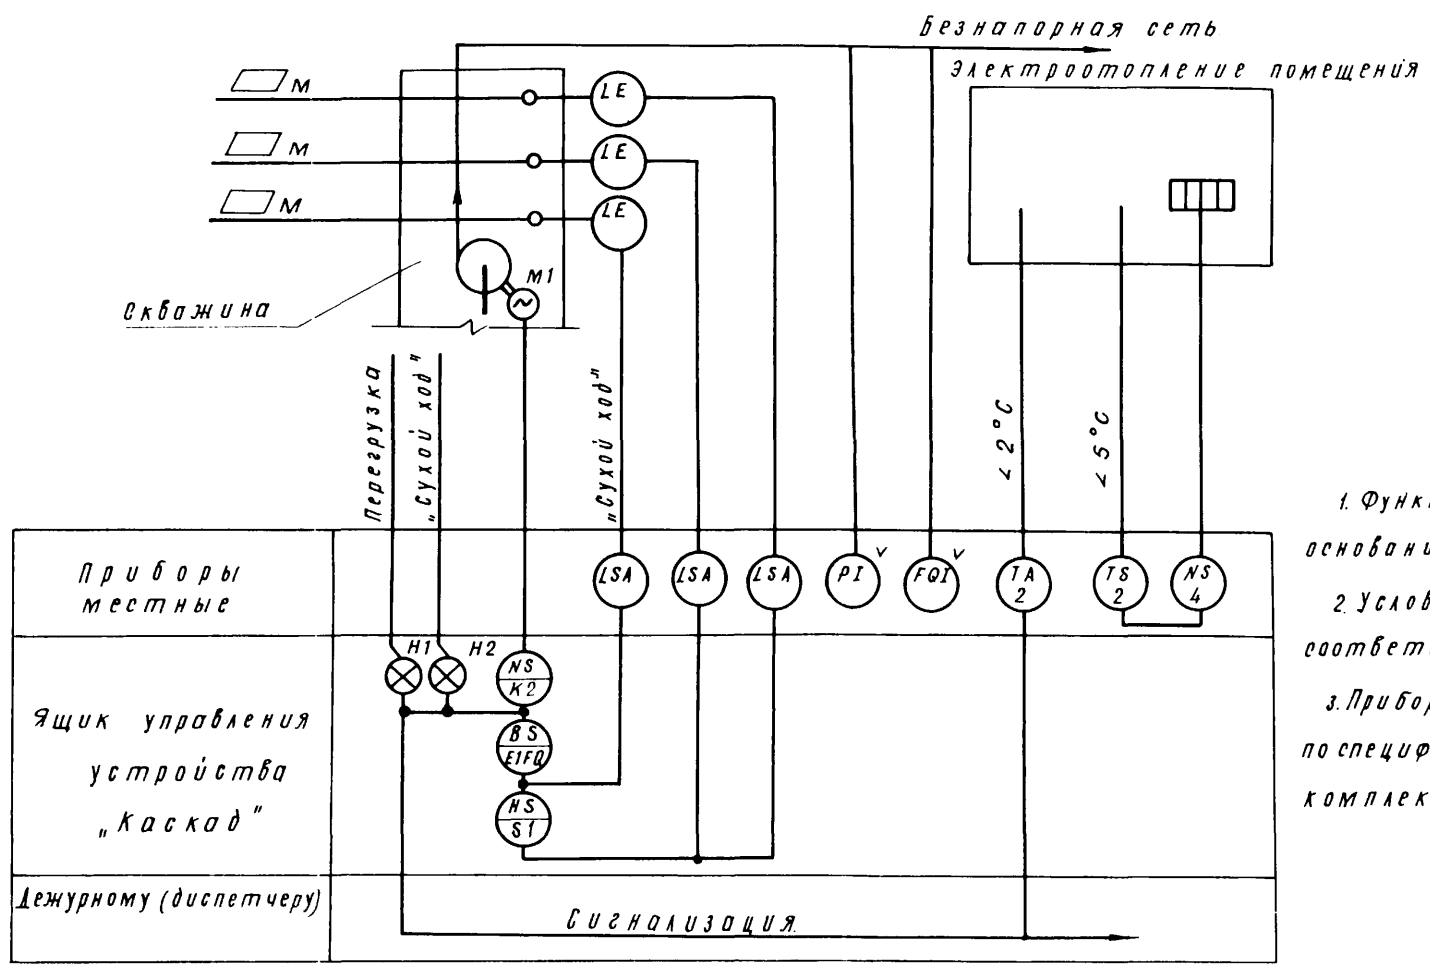 Безнапорная сеть
Электроотопление помещения
М
М
М
LE
LE
LE
М1
Скважина
Перегрузка
„Сухой ход"
„Сухой ход"
< 2°С
< 5°С
Приборы
местные
LSA
LSA
LSA
PI
FQI
TA
2
TS
2
NS
4
H1
H2
NS
K2
BS
E1FQ
HS
S1
Ящик управления
устройства
„Каскад"
Дежурному (диспетчеру)
Сигнализация
1. Функ
основани
2. Услов
соответ
3. Прибор
по специф
комплек